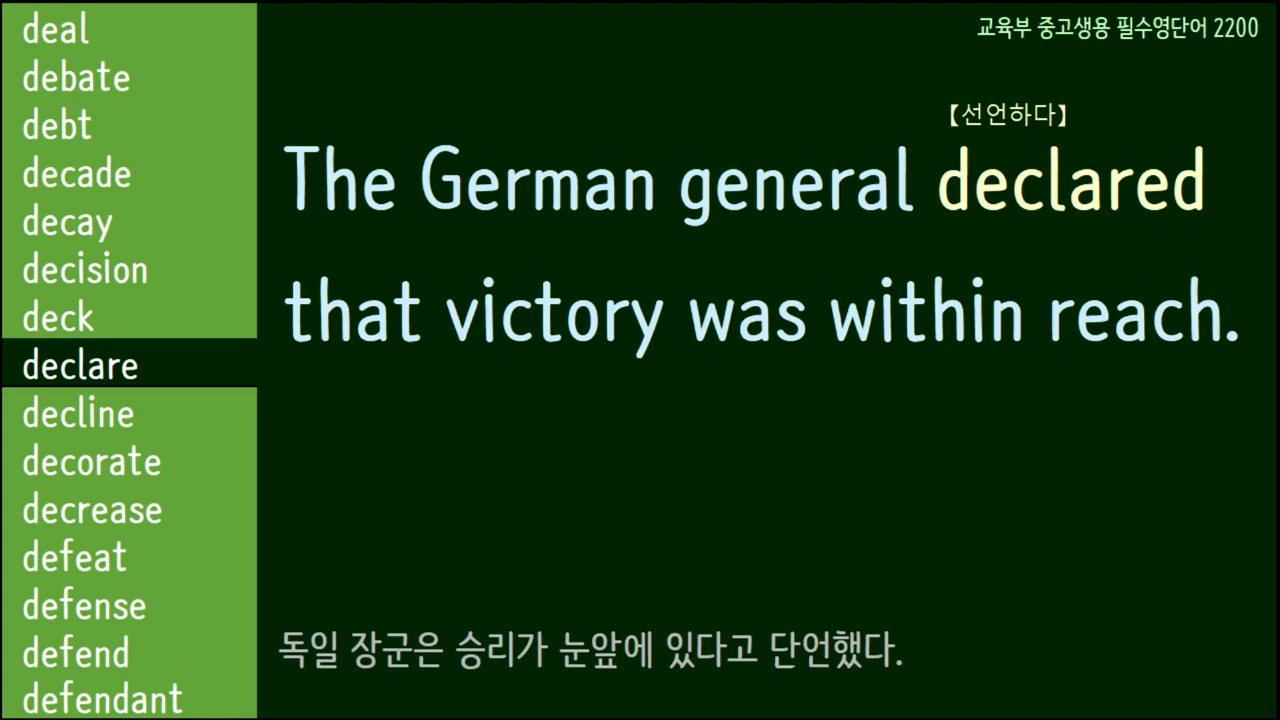 deal
debate
debt
decade
decay
decision
deck
declare
decline
decorate
decrease
defeat
defense
defend
defendant
교육부 중고생용 필수영단어 2200
【선언하다】
The German general declared
that victory was within reach.
독일 장군은 승리가 눈앞에 있다고 단언했다.